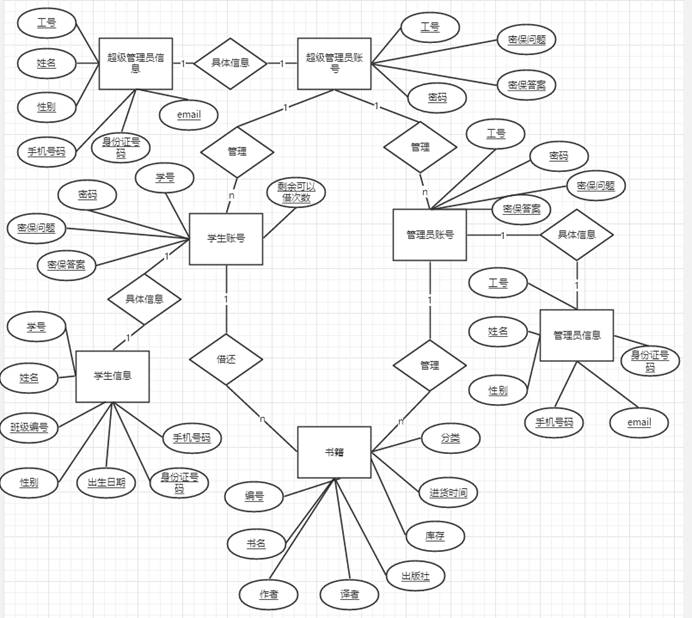 工号
姓名
性别
手机号码
身份证号
码
email
超级管理员信
息
1
具体信息
1
超级管理员账
号
工号
密保问题
密保答案
密码
1
管理
n
1
管理
n
学号
密码
密保问题
密保答案
剩余可以
借次数
学生账号
工号
密码
密保问题
密保答案
管理员账号
1
具体信息
1
1
具体信息
1
学号
姓名
班级编号
性别
出生日期
身份证号
码
手机号码
学生信息
1
借还
n
1
管理
n
工号
姓名
性别
手机号码
email
身份证号
码
管理员信息
书籍
编号
书名
作者
译者
出版社
库存
进货时间
分类